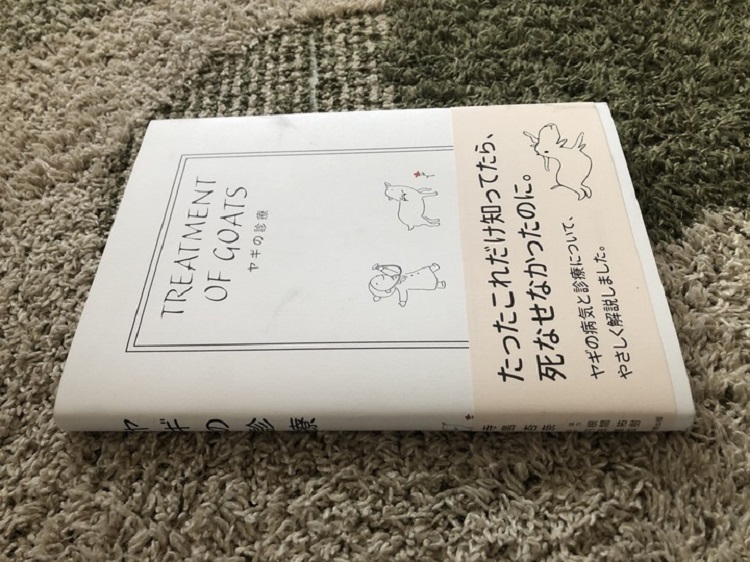 TREATMENT
OF GOATS
ヤギの診療
たったこれだけ知ってたら、
死なせなかったのに。
ヤギの病気と診療について、
やさしく解説しました。
ヤギの診療